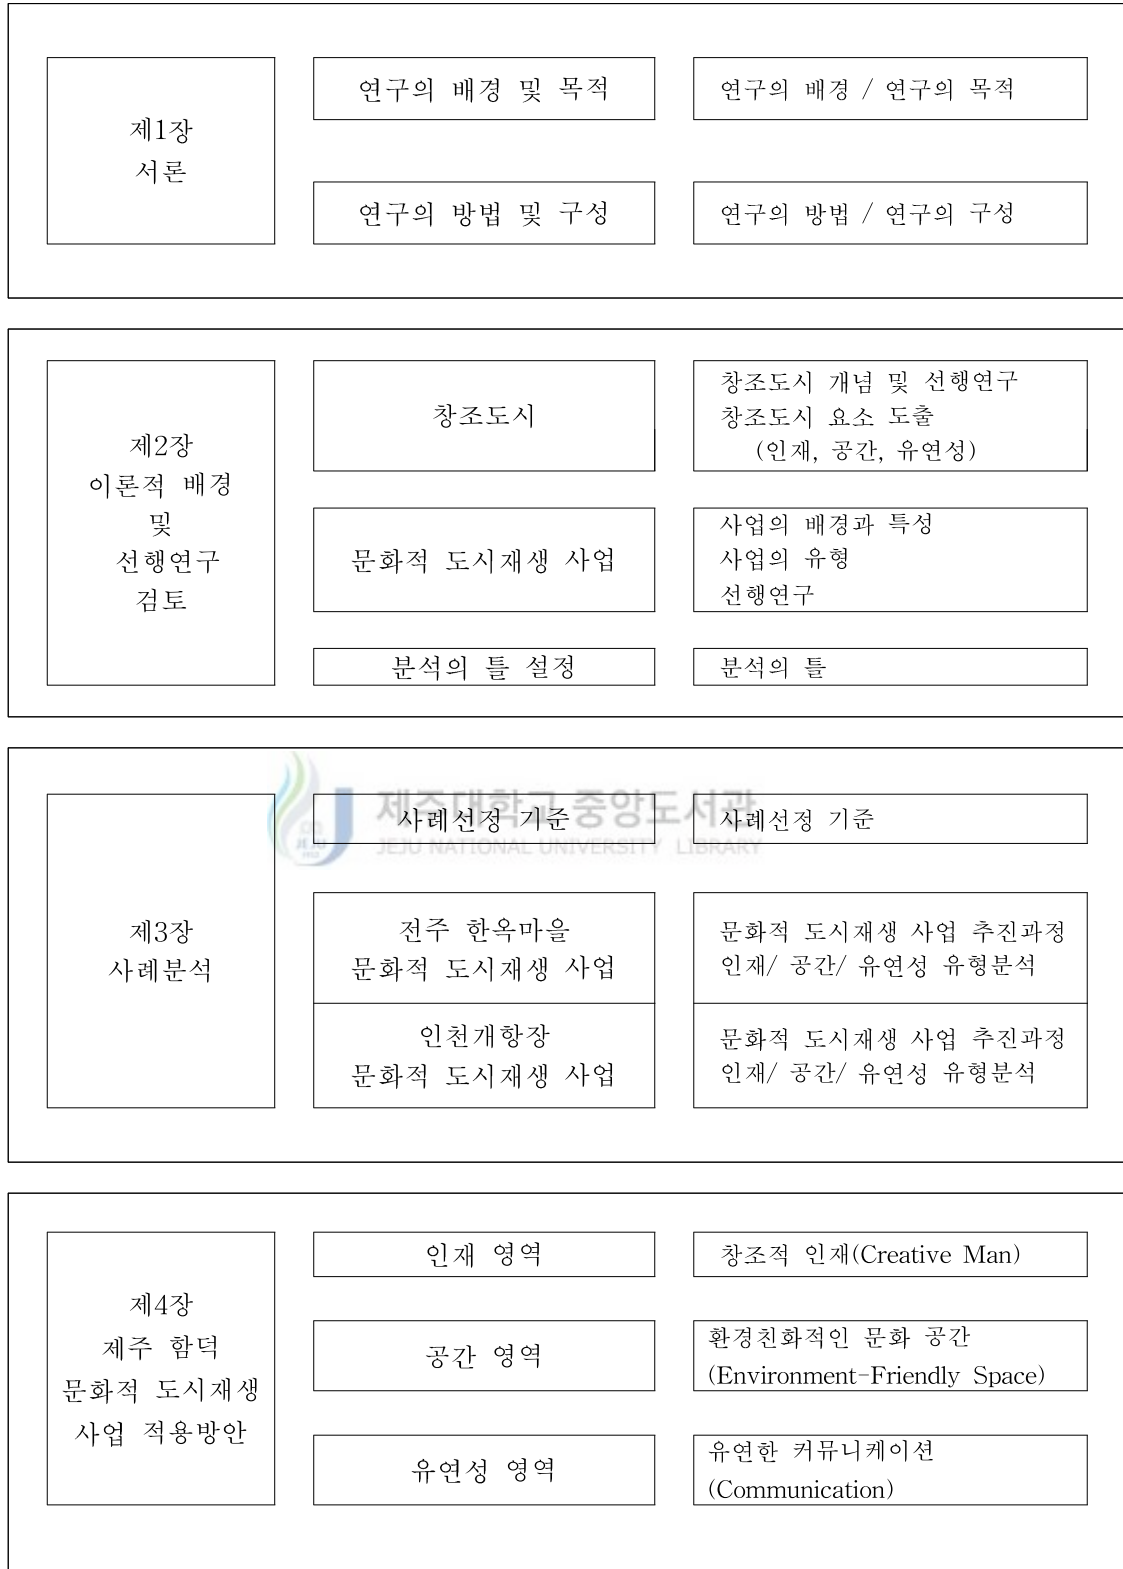 제1장
서론
연구의 배경 및 목적
연구의 배경 / 연구의 목적
연구의 방법 및 구성
연구의 방법 / 연구의 구성
제2장
이론적 배경
및
선행연구
검토
창조도시
창조도시 개념 및 선행연구
창조도시 요소 도출
(인재, 공간, 유연성)
문화적 도시재생 사업
사업의 배경과 특성
사업의 유형
선행연구
분석의 틀 설정
분석의 틀
제주대학교 중앙도서관
JEJU NATIONAL UNIVERSITY LIBRARY
JEJU
1952
제3장
사례분석
사례선정 기준
사례선정 기준
전주 한옥마을
문화적 도시재생 사업
문화적 도시재생 사업 추진과정
인재/ 공간/ 유연성 유형분석
인천개항장
문화적 도시재생 사업
문화적 도시재생 사업 추진과정
인재/ 공간/ 유연성 유형분석
제4장
제주 함덕
문화적 도시재생
사업 적용방안
인재 영역
창조적 인재(Creative Man)
공간 영역
환경친화적인 문화 공간
(Environment-Friendly Space)
유연성 영역
유연한 커뮤니케이션
(Communication)